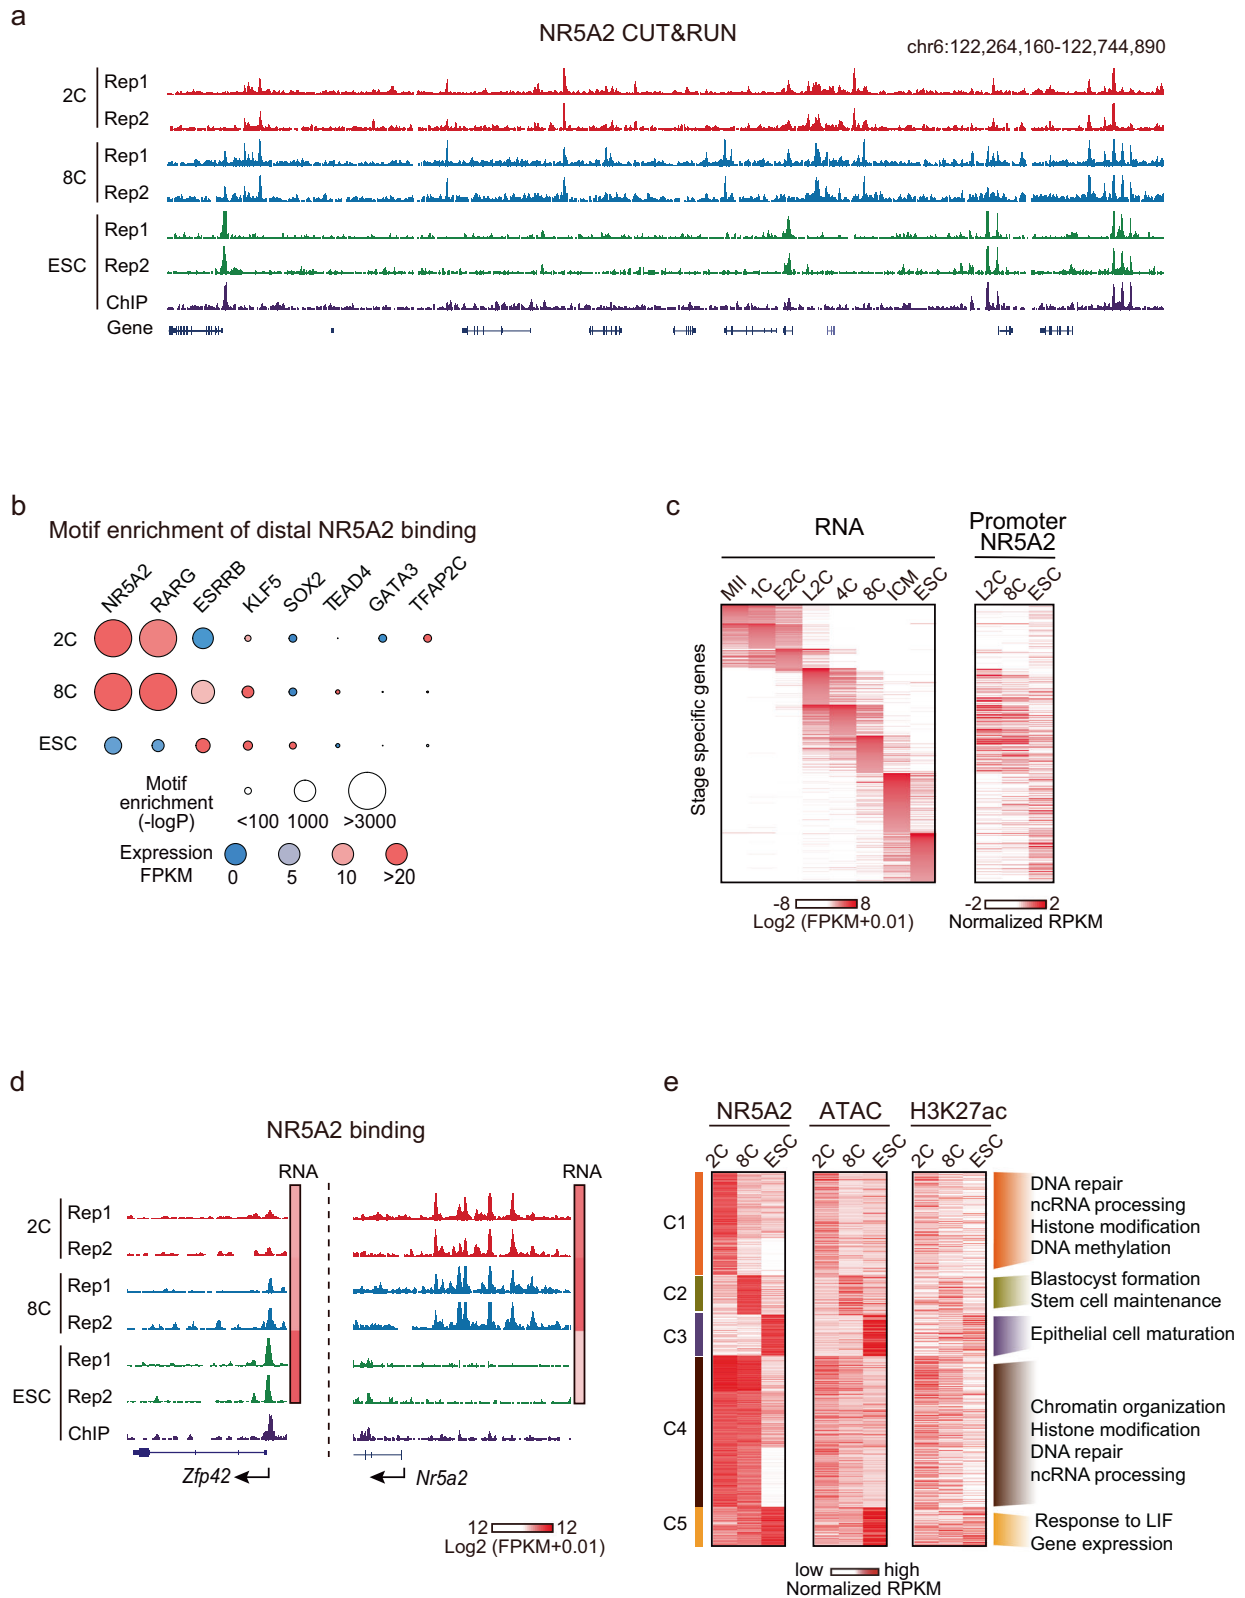 a
NR5A2 CUT&RUN
chr6:122,264,160-122,744,890
2C
Rep1
Rep2
8C
Rep1
Rep2
ESC
Rep1
Rep2
ChIP
Gene
b
Motif enrichment of distal NR5A2 binding
NR5A2 RARG ESRRB KLF5 SOX2 TEAD4 GATA3 TFAP2C
2C
8C
ESC
Motif
enrichment
(-logP)
<100 1000 >3000
Expression
FPKM
0 5 10 >20
c
RNA
Promoter
NR5A2
MII 1C E2C L2C 4C 8C ICM ESC
L2C 8C ESC
Stage specific genes
-8 8
Log2 (FPKM+0.01)
-2 2
Normalized RPKM
d
NR5A2 binding
RNA RNA
2C
Rep1
Rep2
8C
Rep1
Rep2
ESC
Rep1
Rep2
ChIP
Zfp42
Nr5a2
12 12
Log2 (FPKM+0.01)
e
NR5A2 ATAC H3K27ac
2C 8C ESC 2C 8C ESC 2C 8C ESC
C1
DNA repair
ncRNA processing
Histone modification
DNA methylation
C2
Blastocyst formation
Stem cell maintenance
C3
Epithelial cell maturation
C4
Chromatin organization
Histone modification
DNA repair
ncRNA processing
C5
Response to LIF
Gene expression
low high
Normalized RPKM